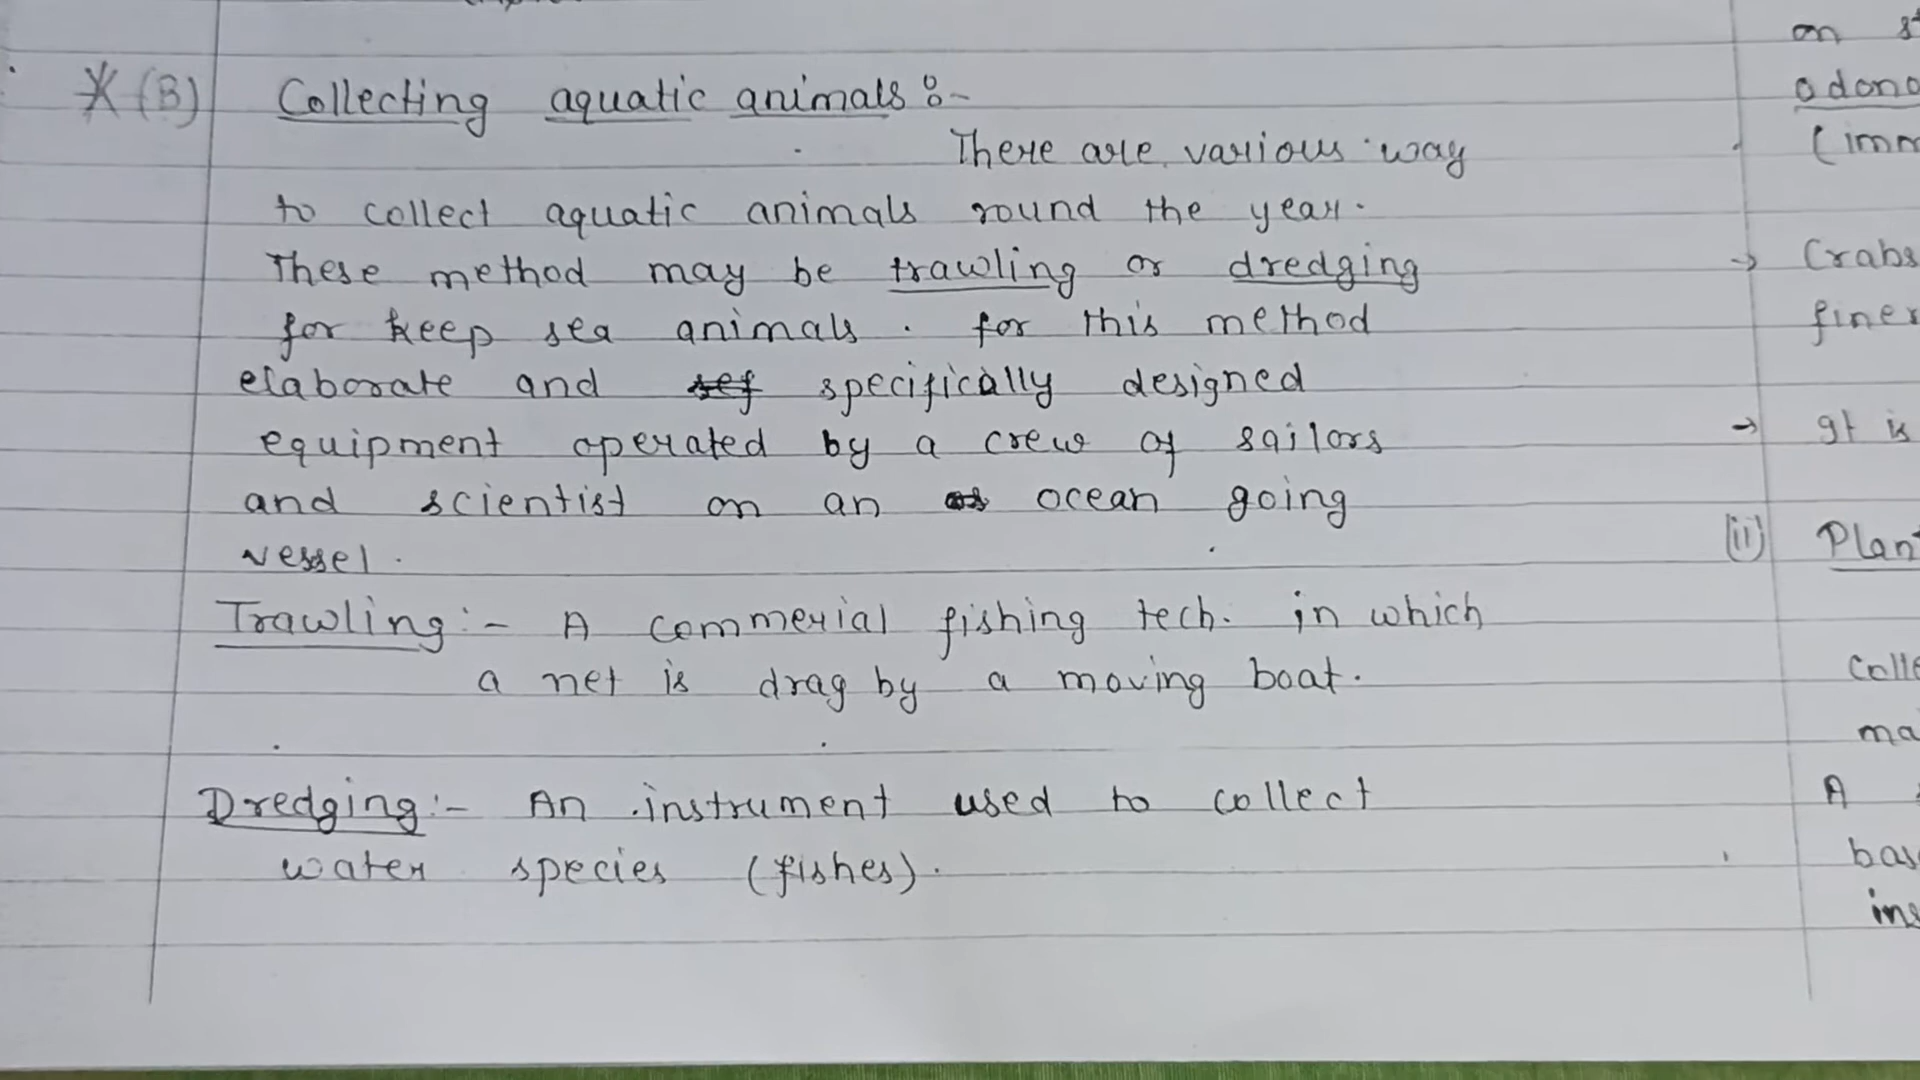 (B) Collecting aquatic animals :-
There are various way
to collect aquatic animals round the year.
These method may be trawling or dredging
for keep sea animals. for this method
elaborate and specifically designed
equipment operated by a crew of sailors
and scientist on an ocean going
vessel.
Trawling :- A commerial fishing tech. in which
a net is drag by a moving boat.
Dredging :- An instrument used to collect
water species (fishes).
on
adona
(imm
→ Crabs
finer
→ It is
(ii) Plant
colle
ma
A
bas
ins